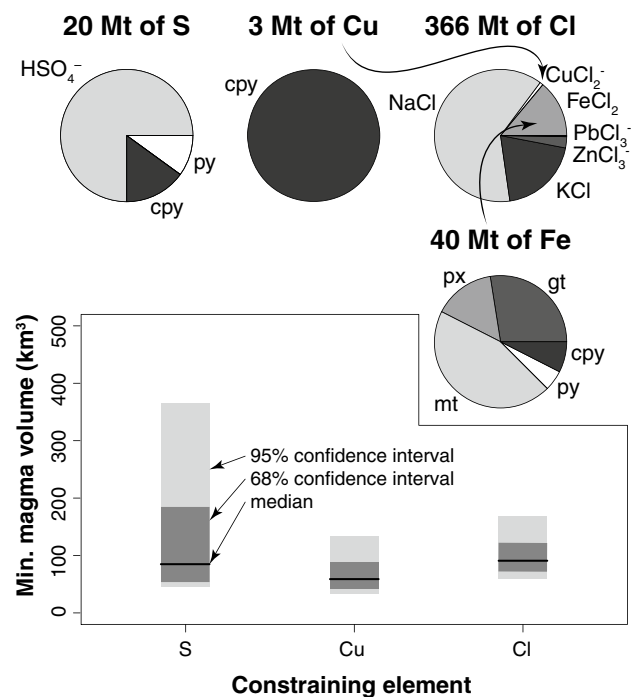 20 Mt of S
3 Mt of Cu
366 Mt of Cl
HSO₄⁻
py
cpy
cpy
NaCl
CuCl₂⁻
FeCl₂
PbCl₃⁻
ZnCl₃⁻
KCl
40 Mt of Fe
px
gt
cpy
py
mt
Min. magma volume (km³)
500
400
300
200
100
0
95% confidence interval
68% confidence interval
median
S
Cu
Cl
Constraining element